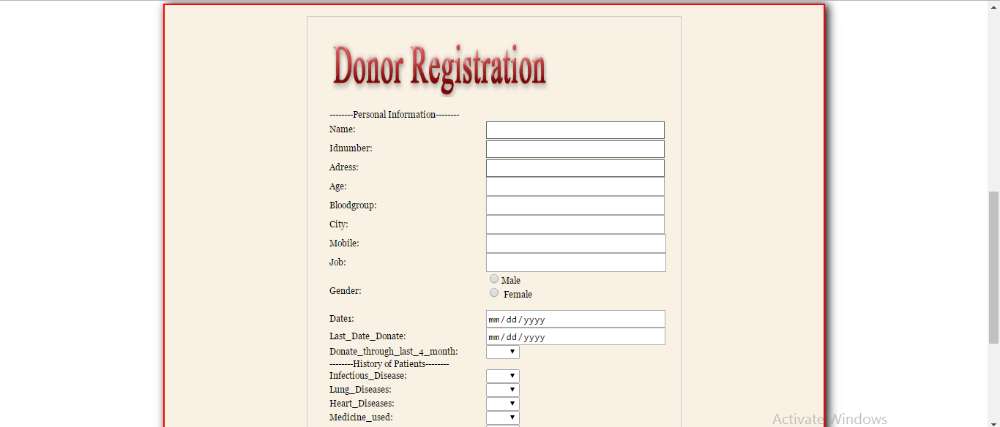 Donor Registration
--------Personal Information--------
Name:
Idnumber:
Adress:
Age:
Bloodgroup:
City:
Mobile:
Job:
Gender:
Male
Female
Date1:
mm/dd/yyyy
Last_Date_Donate:
mm/dd/yyyy
Donate_through_last_4_month:
--------History of Patients--------
Infectious_Disease:
Lung_Diseases:
Heart_Diseases:
Medicine_used:
Activate Windows